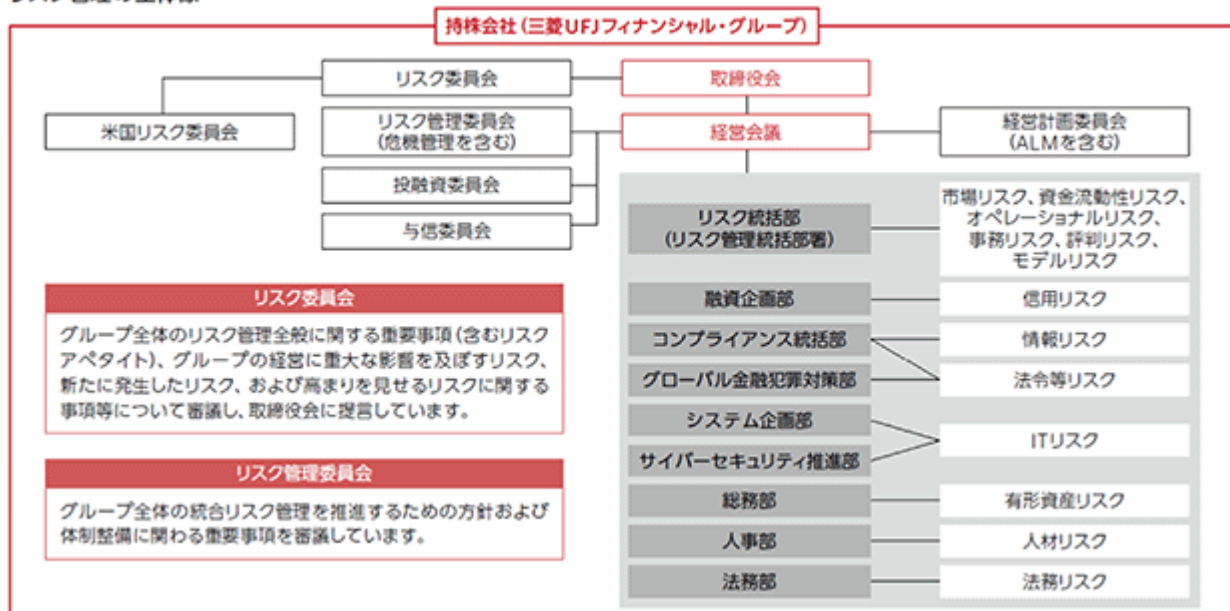 持株会社(三菱UFJフィナンシャル・グループ)
リスク委員会
取締役会
米国リスク委員会
リスク管理委員会
(危機管理を含む)
経営会議
経営計画委員会
(ALMを含む)
投融資委員会
与信委員会
リスク統括部
(リスク管理統括部署)
市場リスク、資金流動性リスク、
オペレーショナルリスク、
事務リスク、評判リスク、
モデルリスク
融資企画部
信用リスク
コンプライアンス統括部
情報リスク
グローバル金融犯罪対策部
法令等リスク
システム企画部
サイバーセキュリティ推進部
ITリスク
総務部
有形資産リスク
人事部
人材リスク
法務部
法務リスク
リスク委員会
グループ全体のリスク管理全般に関する重要事項(含むリスク
アペタイト)、グループの経営に重大な影響を及ぼすリスク、
新たに発生したリスク、および高まりを見せるリスクに関する
事項等について審議し、取締役会に提言しています。
リスク管理委員会
グループ全体の統合リスク管理を推進するための方針および
体制整備に関わる重要事項を審議しています。